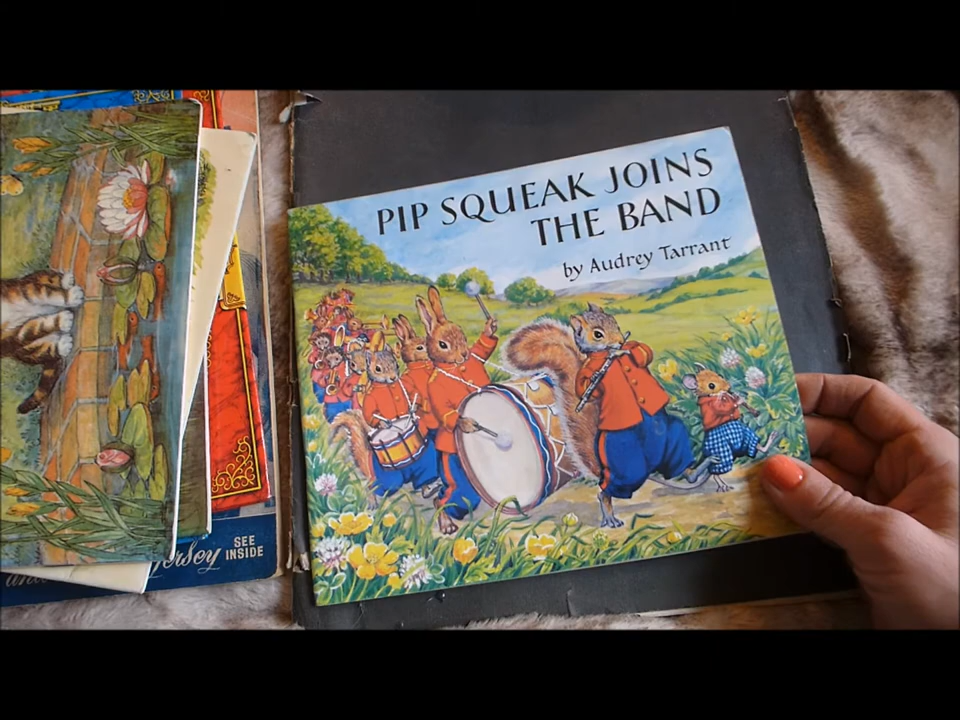 PIP SQUEAK JOINS
THE BAND
by Audrey Tarrant
SEE
INSIDE